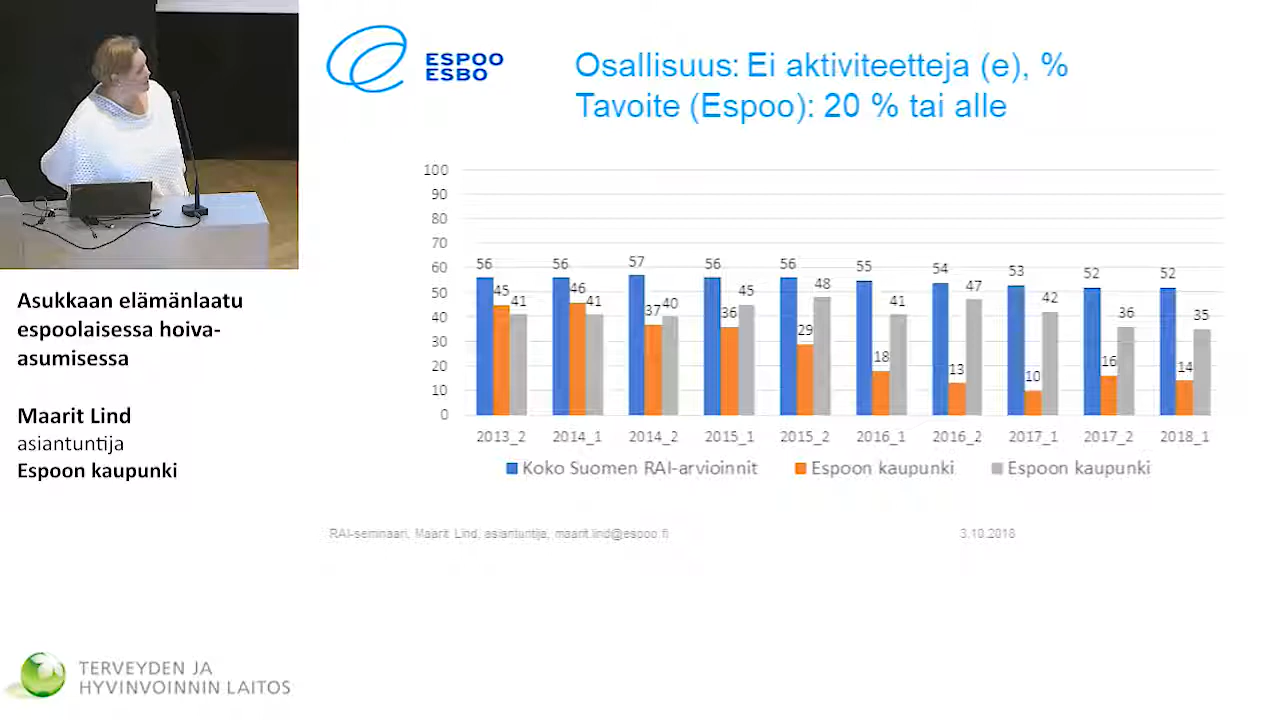 ESPOO
ESBO
Osallisuus: Ei aktiviteetteja (e), %
Tavoite (Espoo): 20 % tai alle
Asukkaan elämänlaatu
espoolaisessa hoiva-
asumisessa
Maarit Lind
asiantuntija
Espoon kaupunki
100
90
80
70
60
50
40
30
20
10
0
56 45 41
56 46 41
57 37 40
56 36 45
56 29 48
55 18 41
54 13 47
53 10 42
52 16 36
52 14 35
2013_2 2014_1 2014_2 2015_1 2015_2 2016_1 2016_2 2017_1 2017_2 2018_1
Koko Suomen RAI-arvioinnit Espoon kaupunki Espoon kaupunki
RAI-seminaari, Maarit Lind, asiantuntija, maarit.lind@espoo.fi 3.10.2018
TERVEYDEN JA
HYVINVOINNIN LAITOS